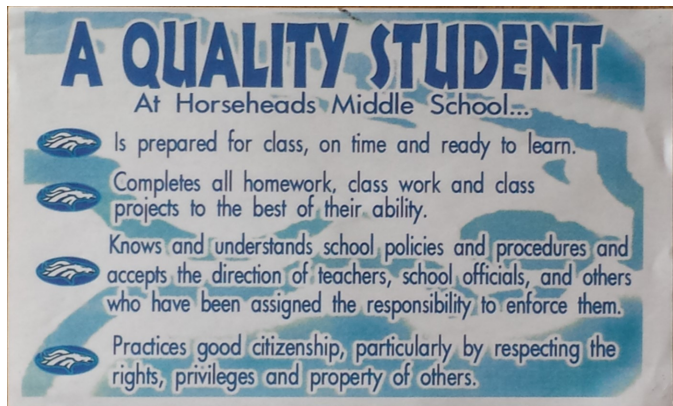 A QUALITY STUDENT
At Horseheads Middle School...
Is prepared for class, on time and ready to learn.
Completes all homework, class work and class
projects to the best of their ability.
Knows and understands school policies and procedures and
accepts the direction of teachers, school officials, and others
who have been assigned the responsibility to enforce them.
Practices good citizenship, particularly by respecting the
rights, privileges and property of others.